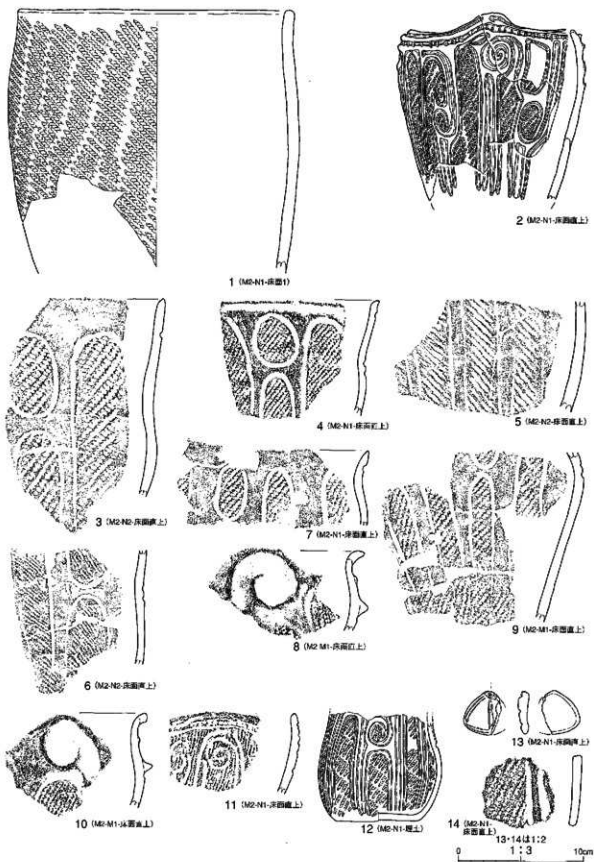 1 (M2-N1-床面1)
2 (M2-N1-床面直上)
3 (M2-N2-床面直上)
4 (M2-N1-床面直上)
5 (M2-N2-床面直上)
7 (M2-N1-床面直上)
8 (M2-M1-床面直上)
9 (M2-M1-床面直上)
6 (M2-N2-床面直上)
10 (M2-M1-床面直上)
11 (M2-N1-床面直上)
12 (M2-N1-埋土)
13 (M2-N1-床面直上)
14 (M2-N1-
床面直上)
13・14は1:2
1:3
0 10cm